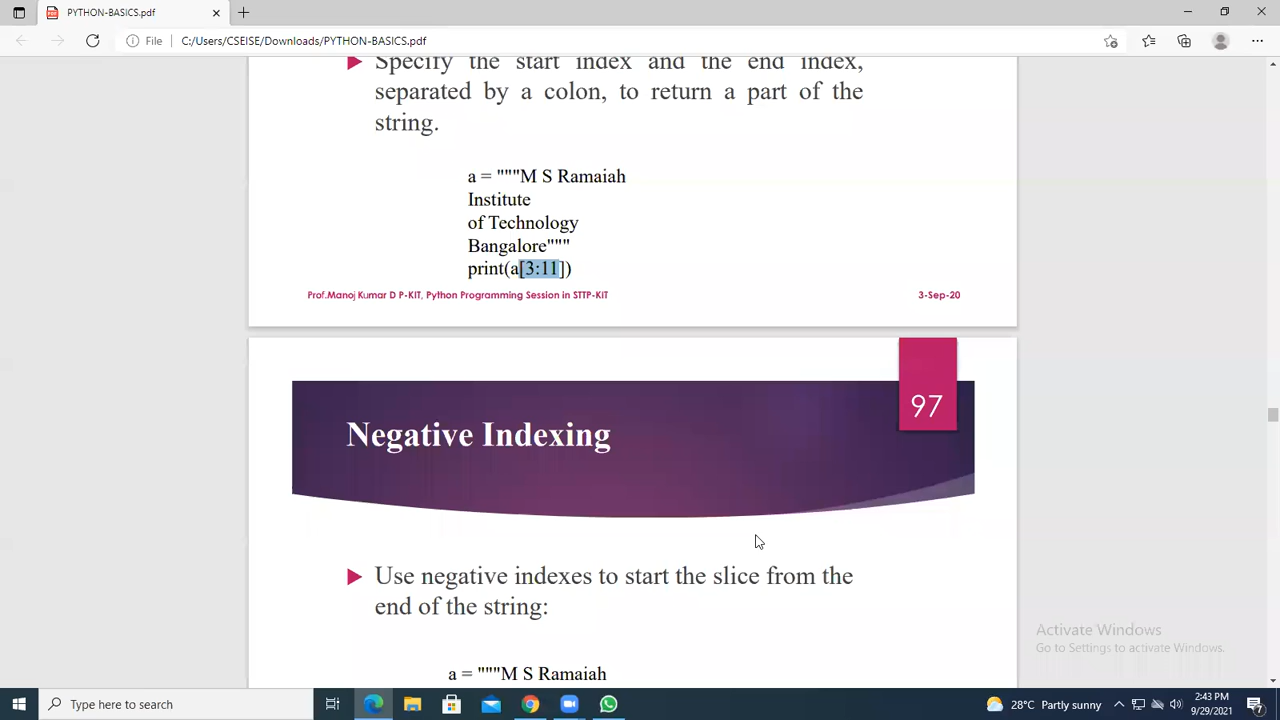 PYTHON-BASICS.pdf
File C:/Users/CSEISE/Downloads/PYTHON-BASICS.pdf
Specify the start index and the end index,
separated by a colon, to return a part of the
string.
a = """M S Ramaiah
Institute
of Technology
Bangalore"""
print(a[3:11])
Prof.Manoj Kumar D P-KIT, Python Programming Session in STTP-KIT 3-Sep-20
97
Negative Indexing
Use negative indexes to start the slice from the
end of the string:
a = """M S Ramaiah
Activate Windows
Go to Settings to activate Windows.
Type here to search
28°C Partly sunny
2:43 PM
9/29/2021